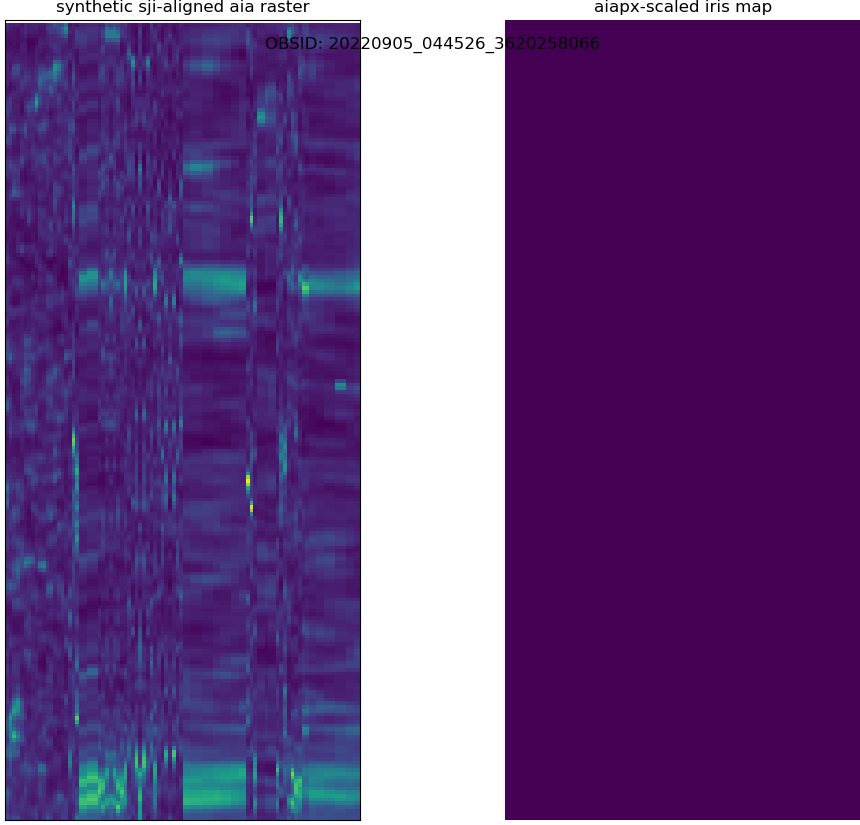 synthetic sji-aligned aia raster
aiapx-scaled iris map
OBSID: 20220905_044526_3620258066